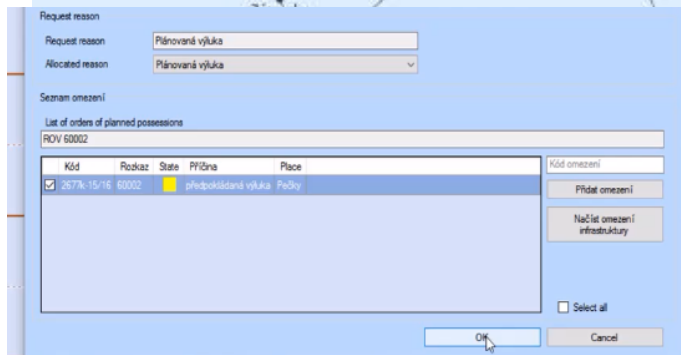 Request reason
Request reason Plánovaná výluka
Allocated reason Plánovaná výluka
Seznam omezení
List of orders of planned possessions
ROV 60002
Kód Rozkaz State Příčina Place
2677k-15/16 60002 předpokládaná výluka Pečky
Kód omezení
Přidat omezení
Načíst omezení
infrastruktury
Select all
OK Cancel